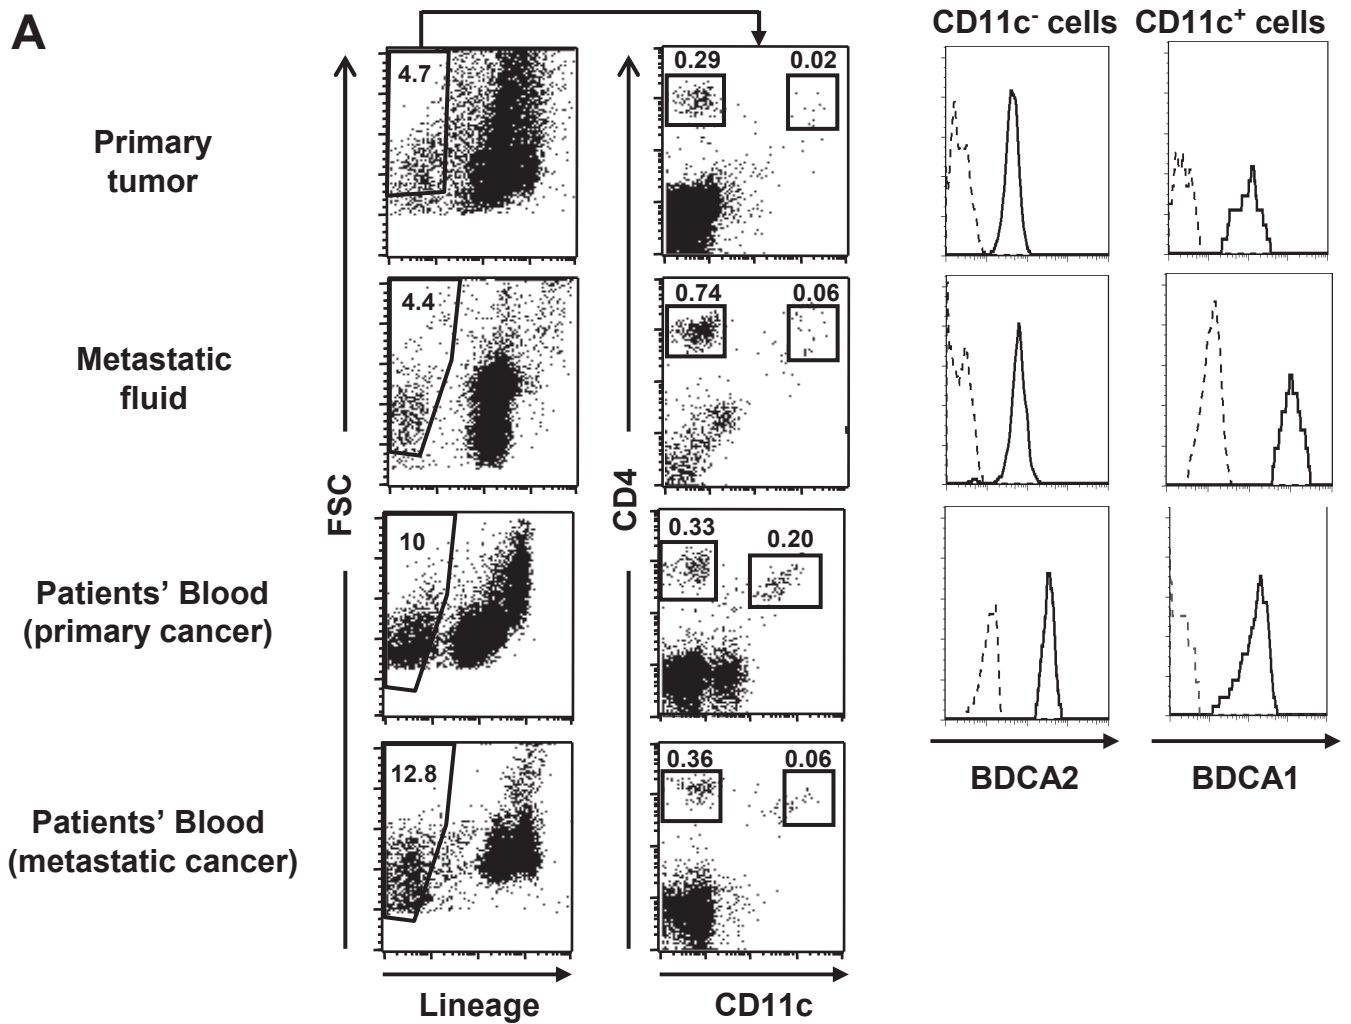 A
CD11c- cells
CD11c+ cells
Primary
tumor
4.7
0.29
0.02
Metastatic
fluid
4.4
0.74
0.06
FSC
CD4
Patients’ Blood
(primary cancer)
10
0.33
0.20
BDCA2
BDCA1
Patients’ Blood
(metastatic cancer)
12.8
0.36
0.06
Lineage
CD11c